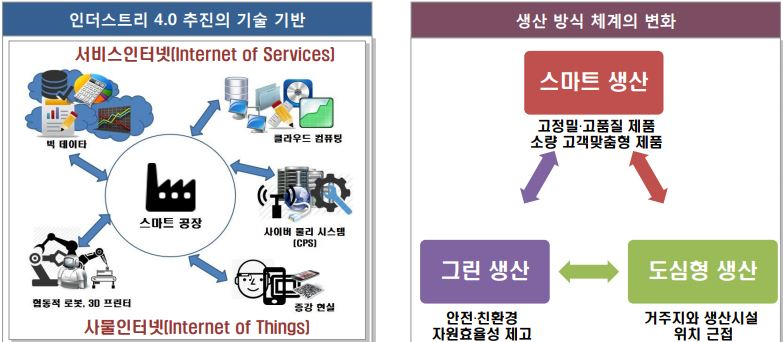 인더스트리 4.0 추진의 기술 기반
서비스인터넷(Internet of Services)
빅 데이타
클라우드 컴퓨팅
스마트 공장
사이버 물리 시스템
(CPS)
협동적 로봇, 3D 프린터
증강 현실
사물인터넷(Internet of Things)
생산 방식 체계의 변화
스마트 생산
고정밀·고품질 제품
소량 고객맞춤형 제품
그린 생산
안전·친환경
자원효율성 제고
도심형 생산
거주지와 생산시설
위치 근접